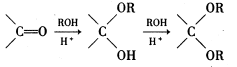 C=O ROH H⁺ C OR OH ROH H⁺ C OR OR